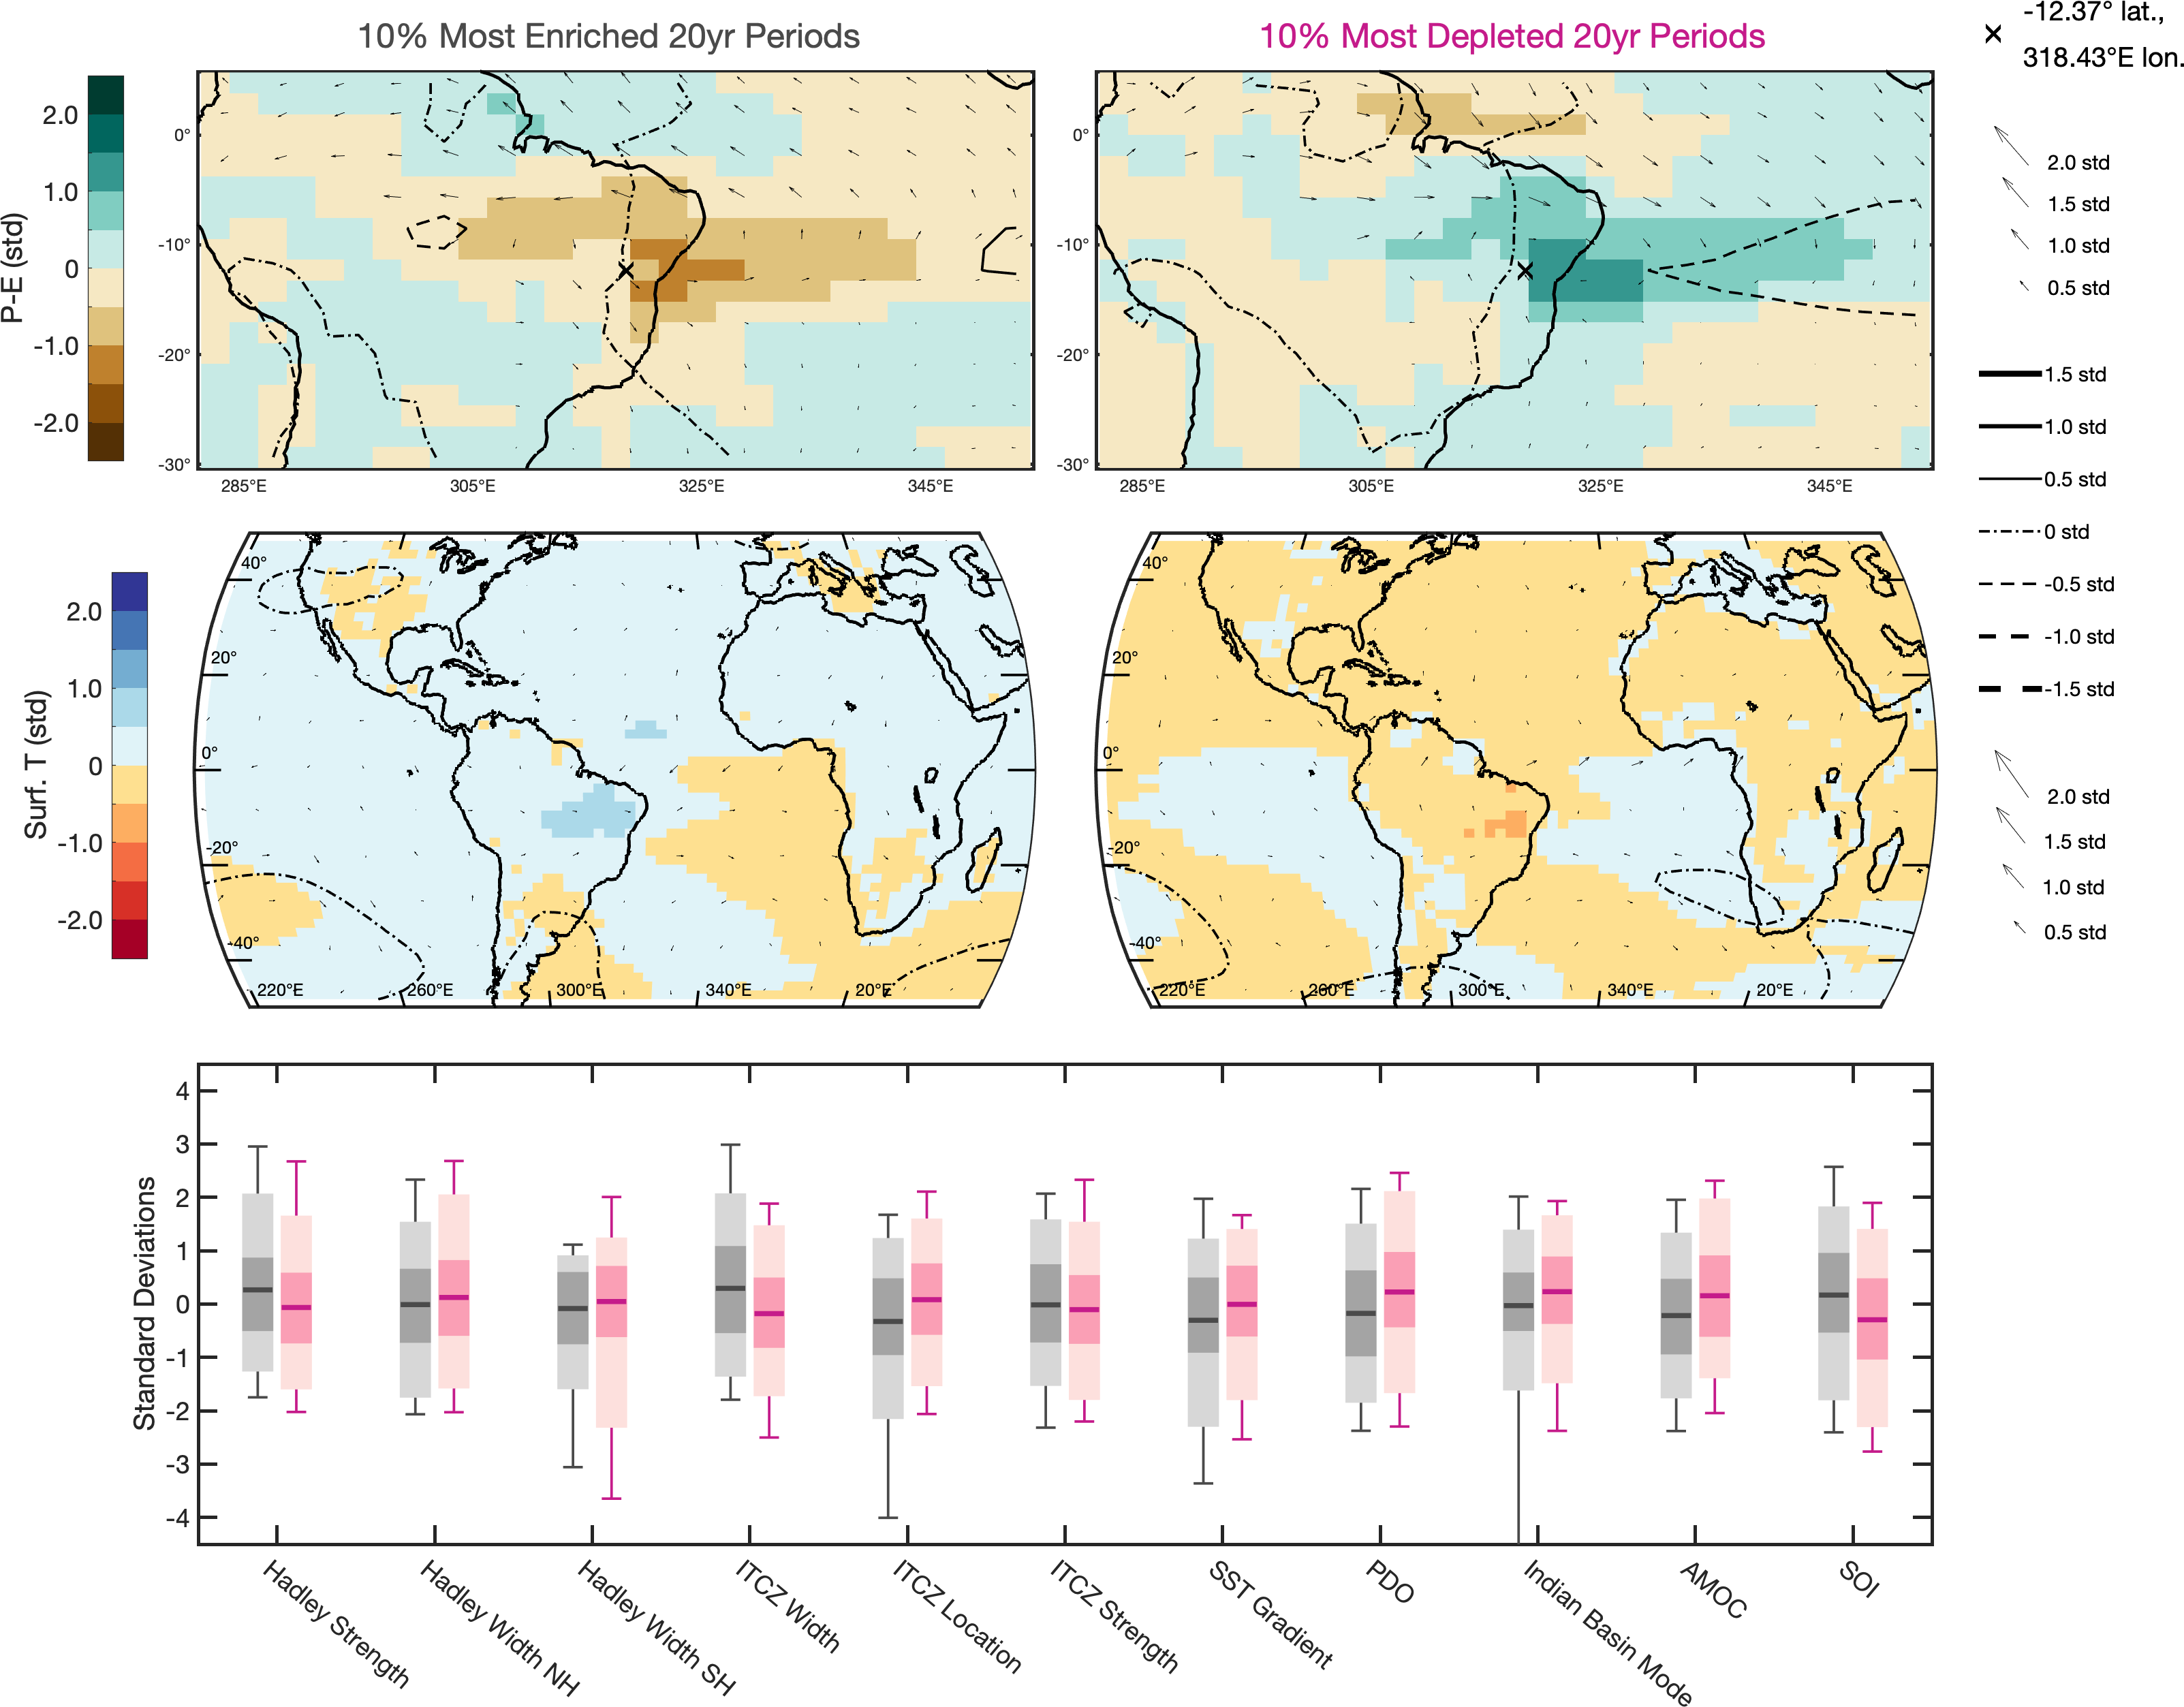 10% Most Enriched 20yr Periods
10% Most Depleted 20yr Periods
-12.37° lat.,
318.43°E lon.
P-E (std)
2.0
1.0
0
-1.0
-2.0
0°
-10°
-20°
-30°
285°E 305°E 325°E 345°E
0°
-10°
-20°
-30°
285°E 305°E 325°E 345°E
2.0 std
1.5 std
1.0 std
0.5 std
1.5 std
1.0 std
0.5 std
0 std
-0.5 std
-1.0 std
-1.5 std
Surf. T (std)
2.0
1.0
0
-1.0
-2.0
40°
20°
0°
-20°
-40°
220°E 260°E 300°E 340°E 20°E
40°
20°
0°
-20°
-40°
220°E 260°E 300°E 340°E 20°E
2.0 std
1.5 std
1.0 std
0.5 std
Standard Deviations
4
3
2
1
0
-1
-2
-3
-4
Hadley Strength
Hadley Width NH
Hadley Width SH
ITCZ Width
ITCZ Location
ITCZ Strength
SST Gradient
PDO
Indian Basin Mode
AMOC
SOI